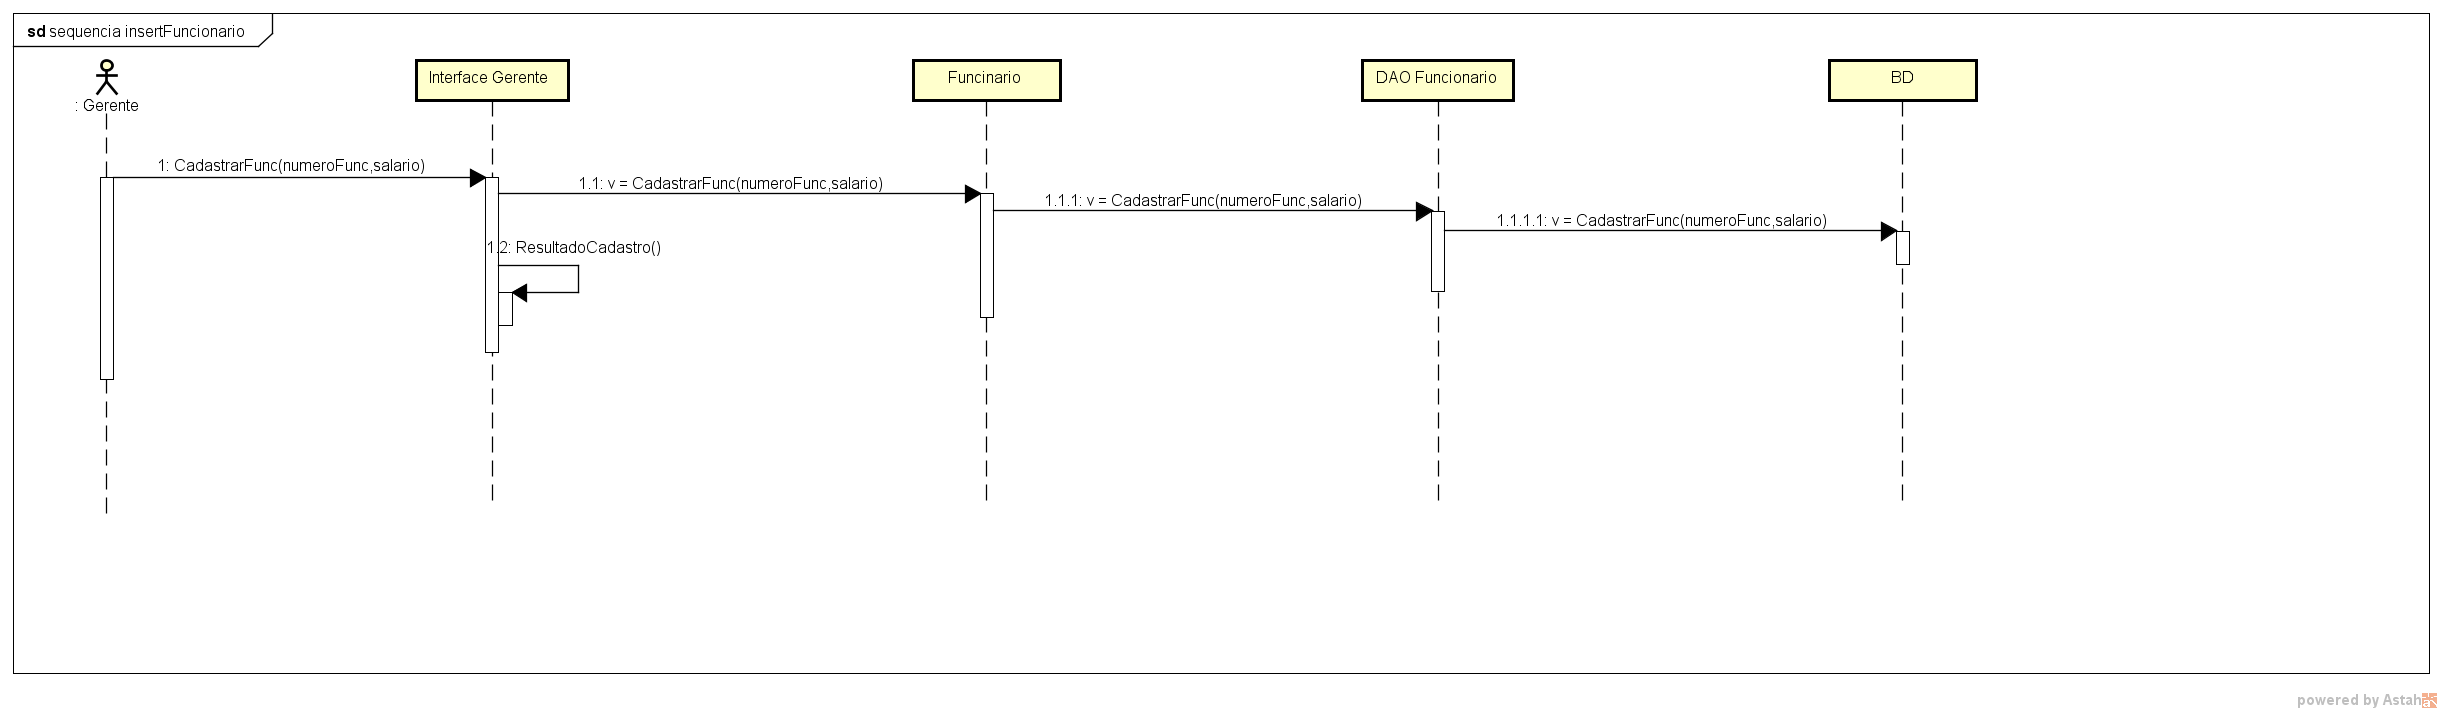 sd sequencia insertFuncionario
: Gerente
Interface Gerente
Funcinario
DAO Funcionario
BD
1: CadastrarFunc(numeroFunc,salario)
1.1: v = CadastrarFunc(numeroFunc,salario)
1.1.1: v = CadastrarFunc(numeroFunc,salario)
1.1.1.1: v = CadastrarFunc(numeroFunc,salario)
1.2: ResultadoCadastro()
powered by Astah